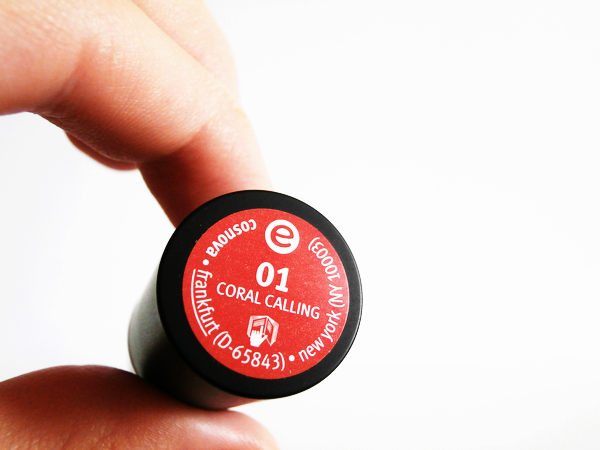 e
01
CORAL CALLING
cosnova • frankfurt (D-65843) • new york (NY 10003)